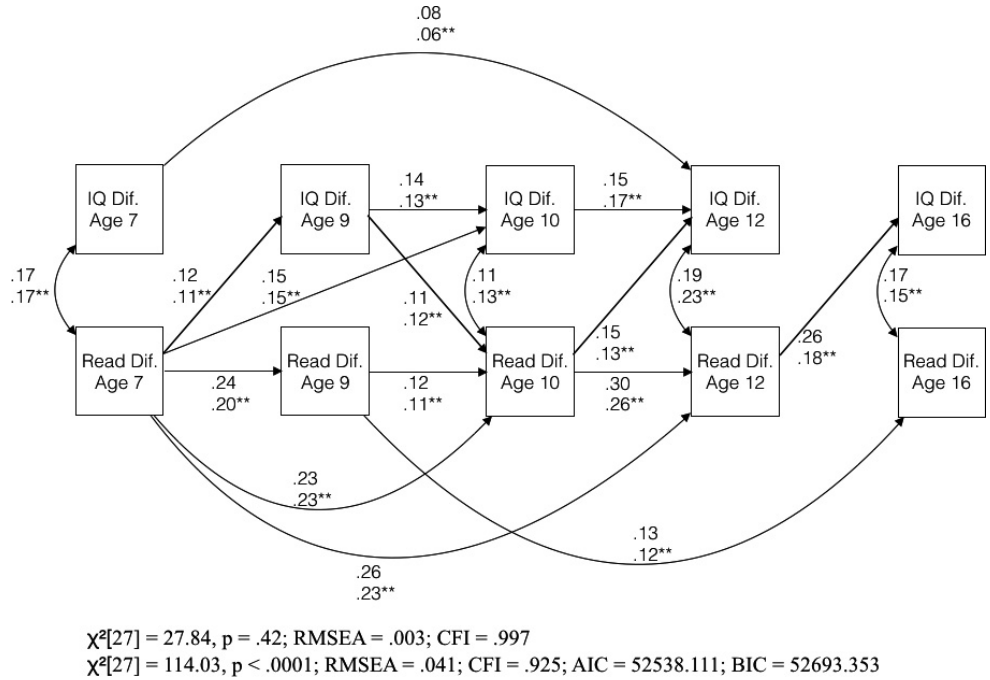 .08
.06**
IQ Dif.
Age 7
IQ Dif.
Age 9
.14
.13**
IQ Dif.
Age 10
.15
.17**
IQ Dif.
Age 12
IQ Dif.
Age 16
.17
.17**
.12
.11**
.15
.15**
.11
.12**
.11
.13**
.15
.13**
.19
.23**
.26
.18**
.17
.15**
Read Dif.
Age 7
.24
.20**
Read Dif.
Age 9
.12
.11**
Read Dif.
Age 10
.30
.26**
Read Dif.
Age 12
Read Dif.
Age 16
.23
.23**
.26
.23**
.13
.12**
χ²[27] = 27.84, p = .42; RMSEA = .003; CFI = .997
χ²[27] = 114.03, p < .0001; RMSEA = .041; CFI = .925; AIC = 52538.111; BIC = 52693.353